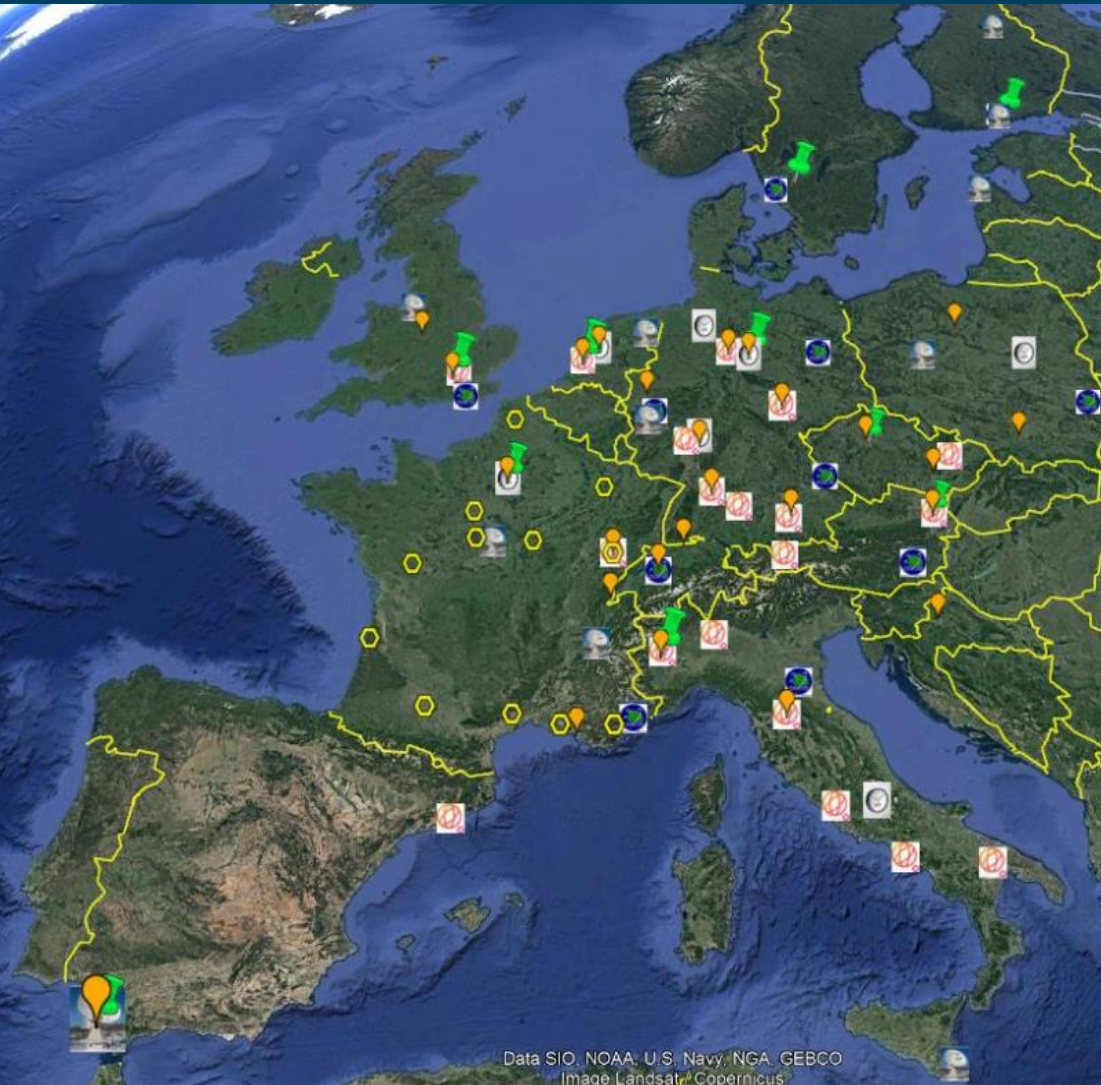 Data SIO, NOAA, U.S. Navy, NGA, GEBCO
Image Landsat / Copernicus